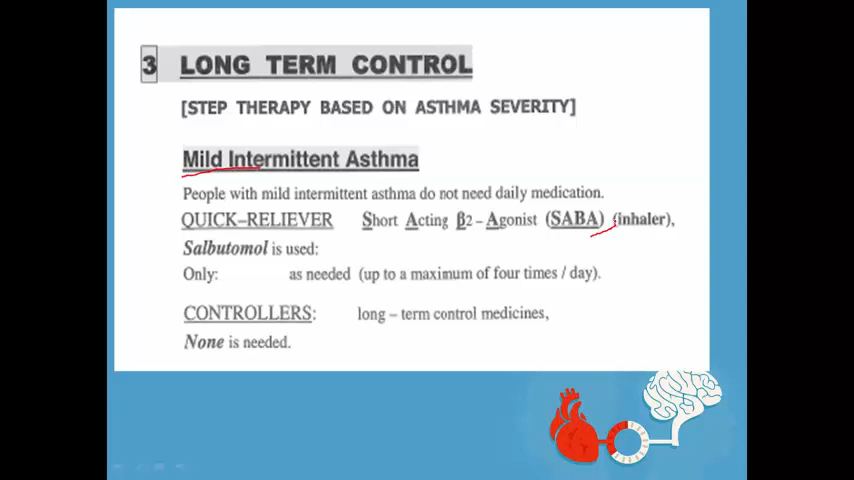 3 LONG TERM CONTROL
[STEP THERAPY BASED ON ASTHMA SEVERITY]
Mild Intermittent Asthma
People with mild intermittent asthma do not need daily medication.
QUICK–RELIEVER Short Acting β2 – Agonist (SABA) (inhaler),
Salbutomol is used:
Only: as needed (up to a maximum of four times / day).
CONTROLLERS: long – term control medicines,
None is needed.